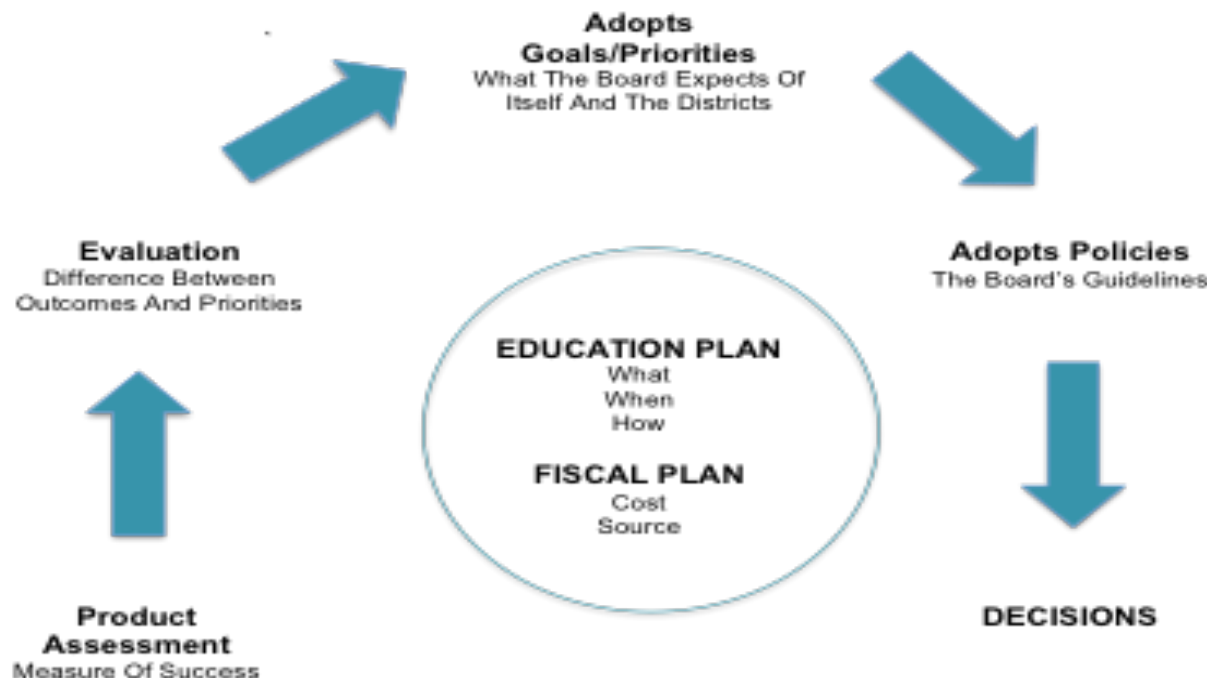 Adopts
Goals/Priorities
What The Board Expects Of
Itself And The Districts
Evaluation
Difference Between
Outcomes And Priorities
Adopts Policies
The Board's Guidelines
EDUCATION PLAN
What
When
How
FISCAL PLAN
Cost
Source
Product
Assessment
Measure Of Success
DECISIONS